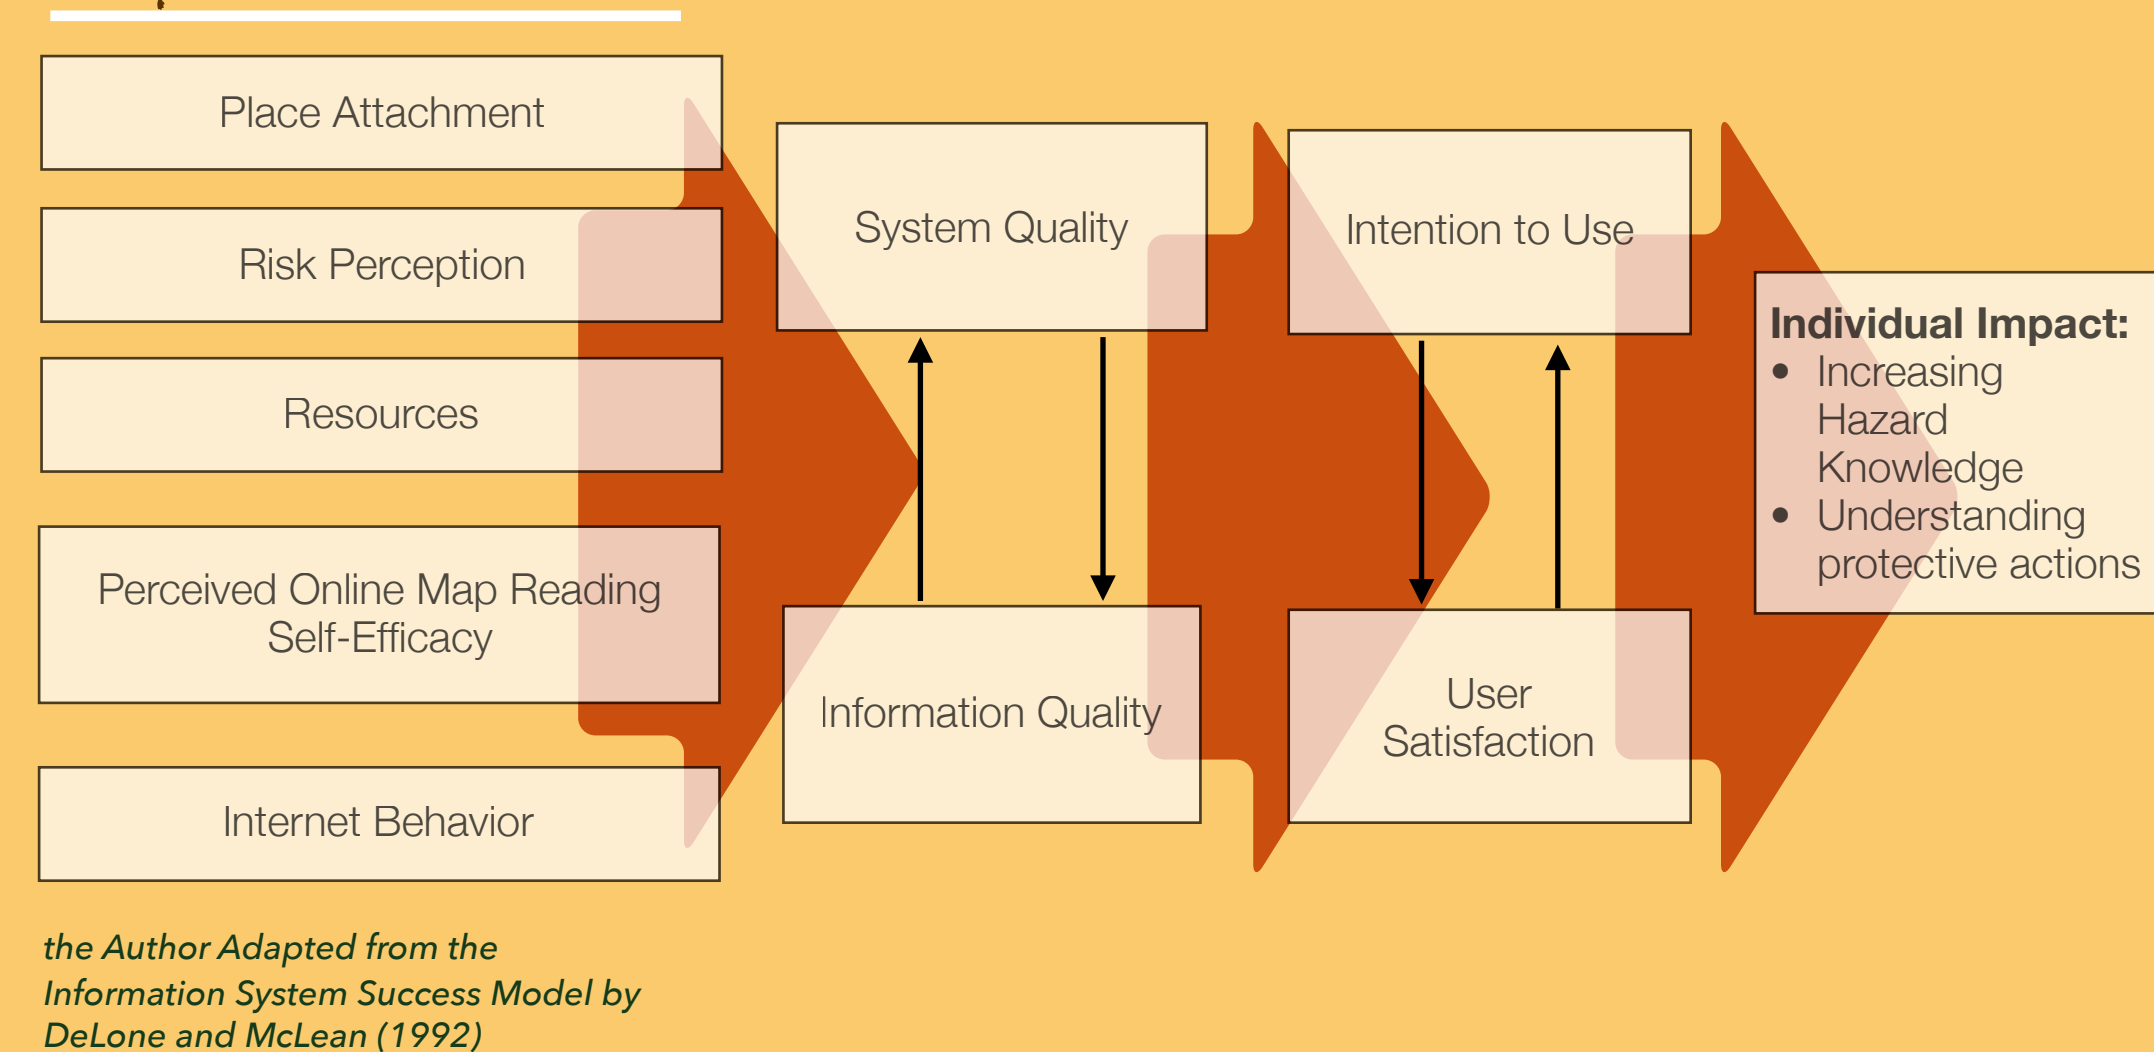 Place Attachment
Risk Perception
Resources
Perceived Online Map Reading
Self-Efficacy
Internet Behavior
System Quality
Information Quality
Intention to Use
User
Satisfaction
Individual Impact:
• Increasing
Hazard
Knowledge
• Understanding
protective actions
the Author Adapted from the
Information System Success Model by
DeLone and McLean (1992)